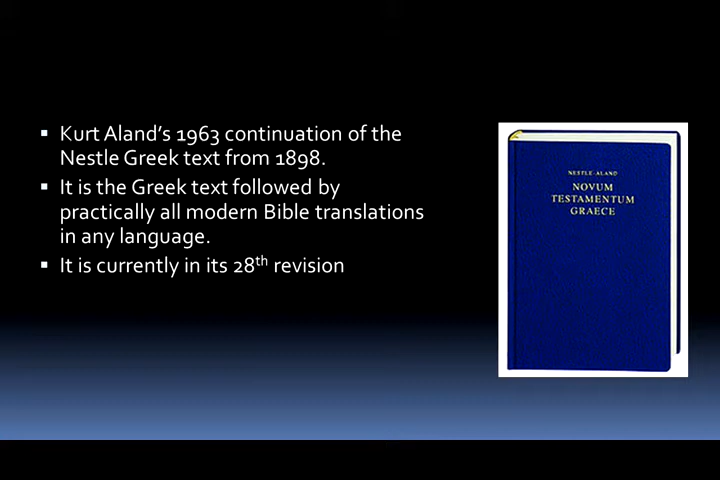 ▪ Kurt Aland's 1963 continuation of the
Nestle Greek text from 1898.
▪ It is the Greek text followed by
practically all modern Bible translations
in any language.
▪ It is currently in its 28th revision
NESTLE-ALAND
NOVUM
TESTAMENTUM
GRAECE